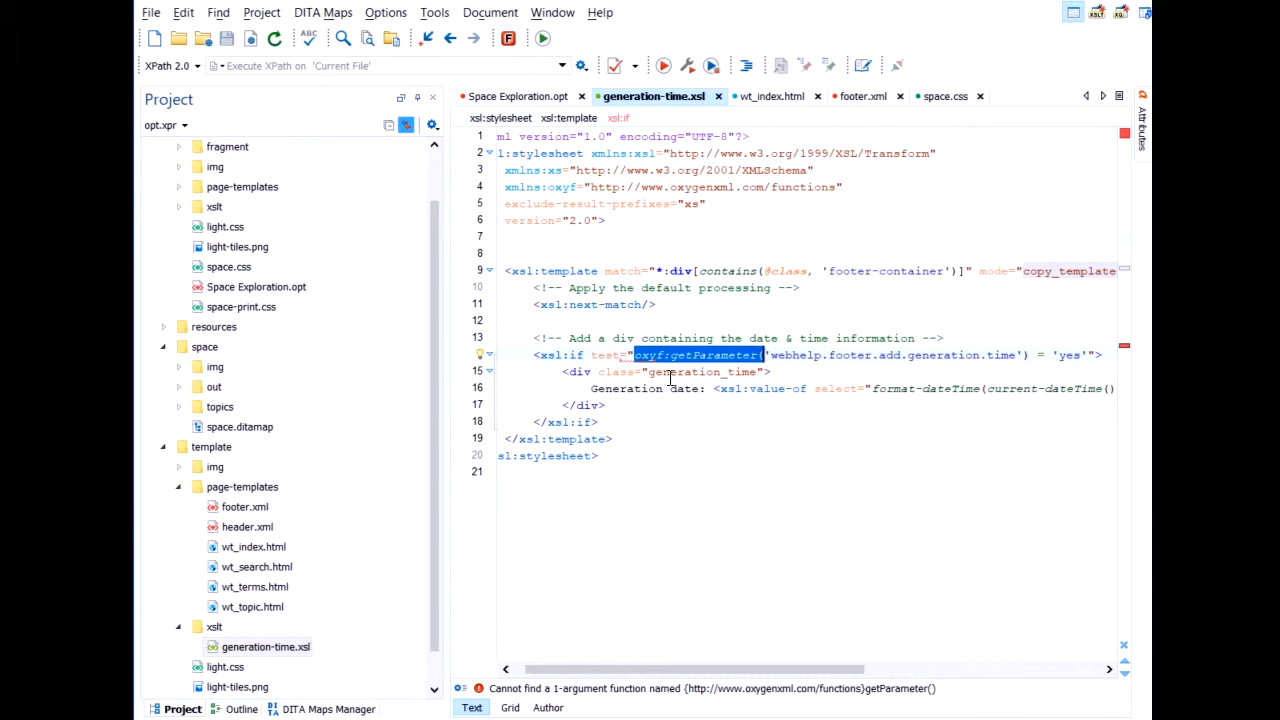 File Edit Find Project DITA Maps Options Tools Document Window Help
XPath 2.0 Execute XPath on 'Current File'
Project
opt.xpr
fragment
img
page-templates
xslt
light.css
light-tiles.png
space.css
Space Exploration.opt
space-print.css
resources
space
img
out
topics
space.ditamap
template
img
page-templates
footer.xml
header.xml
wt_index.html
wt_search.html
wt_terms.html
wt_topic.html
xslt
generation-time.xsl
light.css
light-tiles.png
Project Outline DITA Maps Manager
Space Exploration.opt generation-time.xsl wt_index.html footer.xml space.css
Attributes
xsl:stylesheet xsl:template xsl:if
1 ml version="1.0" encoding="UTF-8"?>
2 l:stylesheet xmlns:xsl="http://www.w3.org/1999/XSL/Transform"
3 xmlns:xs="http://www.w3.org/2001/XMLSchema"
4 xmlns:oxyf="http://www.oxygenxml.com/functions"
5 exclude-result-prefixes="xs"
6 version="2.0">
7
8
9 <xsl:template match="*:div[contains(@class, 'footer-container')]" mode="copy_template
10 <!-- Apply the default processing -->
11 <xsl:next-match/>
12
13 <!-- Add a div containing the date & time information -->
<xsl:if test="oxyf:getParameter('webhelp.footer.add.generation.time') = 'yes'">
15 <div class="generation_time">
16 Generation date: <xsl:value-of select="format-dateTime(current-dateTime()
17 </div>
18 </xsl:if>
19 </xsl:template>
20 sl:stylesheet>
21
Cannot find a 1-argument function named {http://www.oxygenxml.com/functions}getParameter()
Text Grid Author